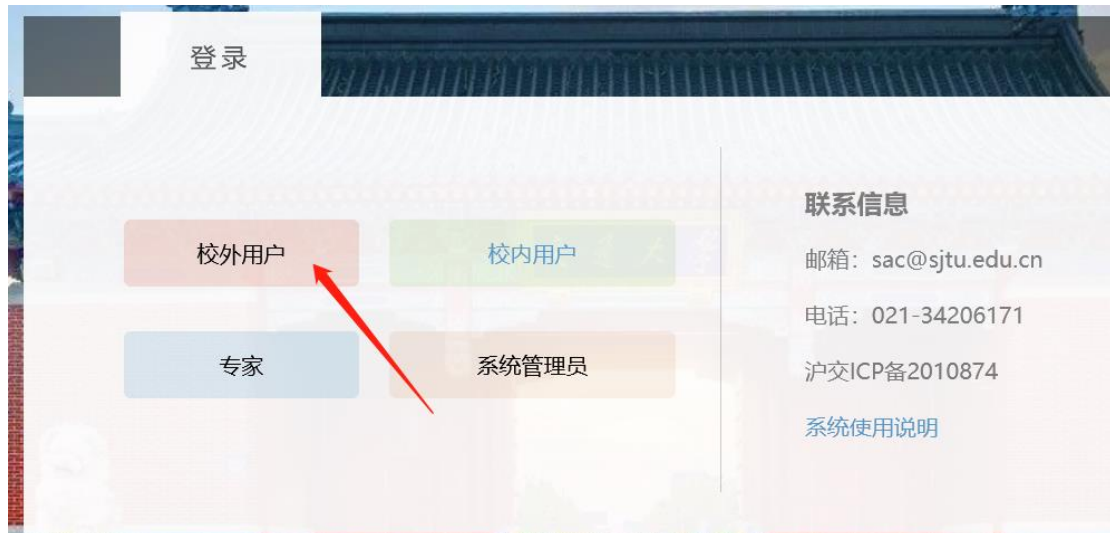 登录
校外用户
校内用户
专家
系统管理员
联系信息
邮箱：sac@sjtu.edu.cn
电话：021-34206171
沪交ICP备2010874
系统使用说明